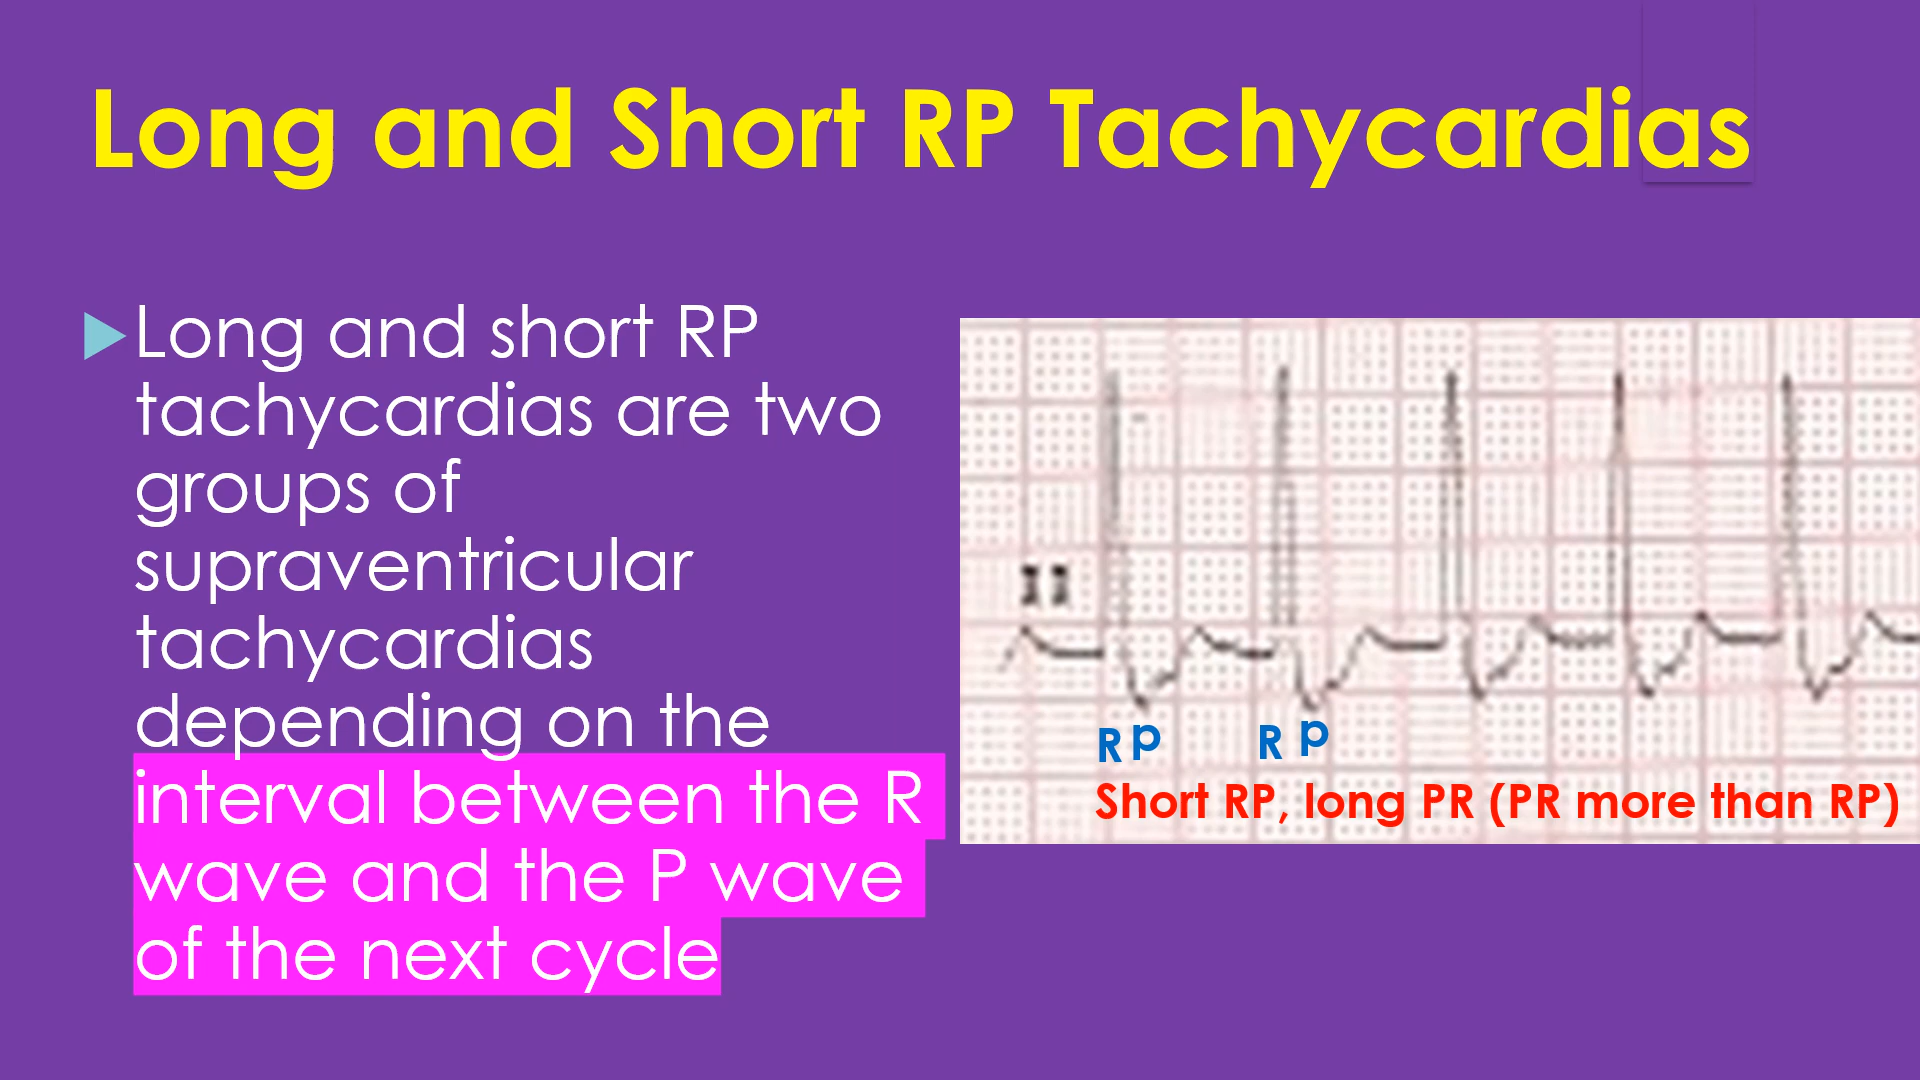 Long and Short RP Tachycardias
Long and short RP
tachycardias are two
groups of
supraventricular
tachycardias
depending on the
interval between the R
wave and the P wave
of the next cycle
II
R P R P
Short RP, long PR (PR more than RP)